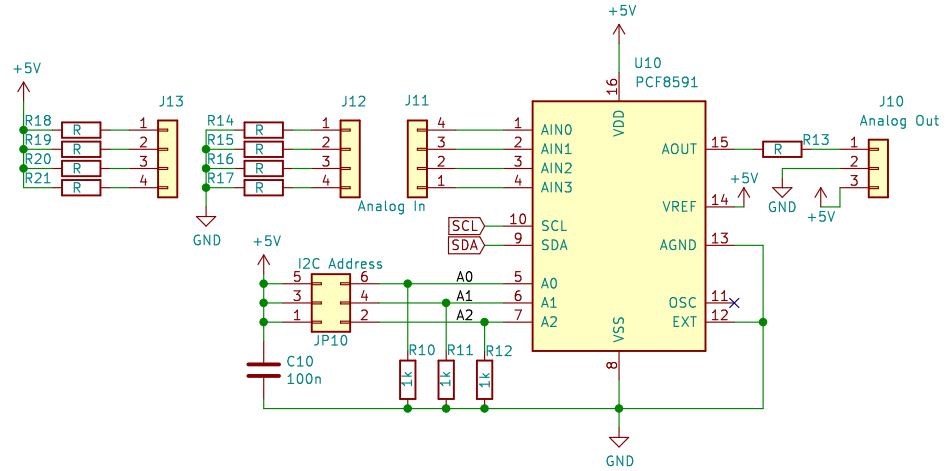 +5V
U10
PCF8591
+5V
J13
J12
J11
J10
Analog Out
R18
R
1
R19
R
2
R20
R
3
R21
R
4
R14
R
1
R15
R
2
R16
R
3
R17
R
4
4
3
2
1
Analog In
GND
16
VDD
1
AIN0
2
AIN1
3
AIN2
4
AIN3
SCL
10
SCL
SDA
9
SDA
5
A0
6
A1
7
A2
AOUT
15
VREF
14
AGND
13
OSC
11
EXT
12
VSS
8
R13
R
1
2
3
+5V
GND
+5V
+5V
I2C Address
5
6
3
4
1
2
JP10
A0
A1
A2
C10
100n
R10
1k
R11
1k
R12
1k
GND